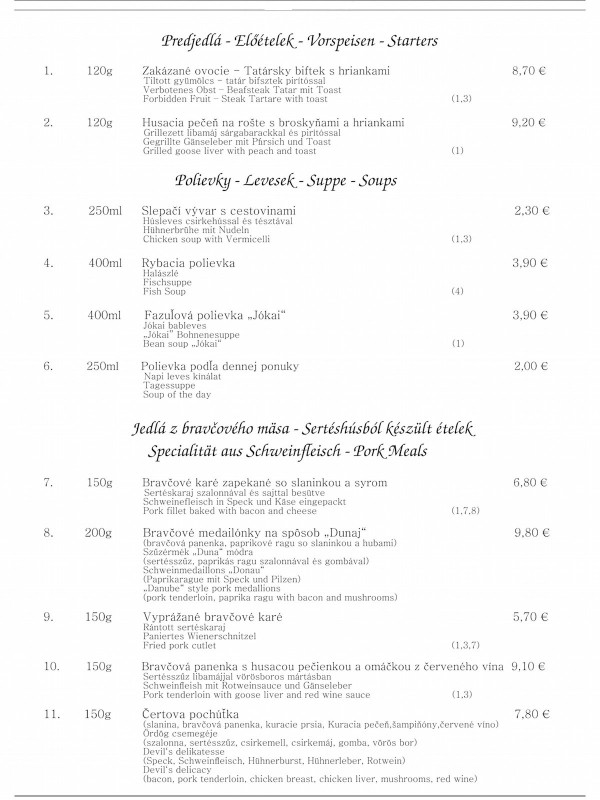 Predjedlá - Előételek - Vorspeisen - Starters
1. 120g Zakázané ovocie - Tatársky biftek s hriankami 8,70 €
Tiltott gyümölcs - tatár bifsztek pirítóssal
Verbotenes Obst - Beafsteak Tatar mit Toast
Forbidden Fruit - Steak Tartare with toast (1,3)
2. 120g Husacia pečeň na rošte s broskyňami a hriankami 9,20 €
Grillezett libamáj sárgabarackkal és pirítóssal
Gegrillte Gänseleber mit Pfirsich und Toast
Grilled goose liver with peach and toast (1)
Polievky - Levesek - Suppe - Soups
3. 250ml Slepačí vývar s cestovinami 2,30 €
Húsleves csirkehússal és tésztával
Hühnerbrühe mit Nudeln
Chicken soup with Vermicelli (1,3)
4. 400ml Rybacia polievka 3,90 €
Halászlé
Fischsuppe
Fish Soup (4)
5. 400ml Fazuľová polievka „Jókai“ 3,90 €
Jókai bableves
„Jókai“ Bohnenesuppe
Bean soup „Jókai“ (1)
6. 250ml Polievka podľa dennej ponuky 2,00 €
Napi leves kínálat
Tagessuppe
Soup of the day
Jedlá z bravčového mäsa - Sertéshúsból készült ételek
Specialität aus Schweinfleisch - Pork Meals
7. 150g Bravčové karé zapekané so slaninkou a syrom 6,80 €
Sertéskaraj szalonnával és sajttal besütve
Schweinefleisch in Speck und Käse eingepackt
Pork fillet baked with bacon and cheese (1,7,8)
8. 200g Bravčové medailónky na spôsob „Dunaj“ 9,80 €
(bravčová panenka, paprikové ragu so slaninkou a hubami)
Szűzérmék „Duna“ módra
(sertésszűz, paprikás ragu szalonnával és gombával)
Schweinmedaillons „Donau“
(Paprikarague mit Speck und Pilzen)
„Danube“ style pork medallions
(pork tenderloin, paprika ragu with bacon and mushrooms)
9. 150g Vyprážané bravčové karé 5,70 €
Rántott sertéskaraj
Paniertes Wienerschnitzel
Fried pork cutlet (1,3,7)
10. 150g Bravčová panenka s husacou pečienkou a omáčkou z červeného vína 9,10 €
Sertésszűz libamájjal vörösboros mártásban
Schweinfleish mit Rotweinsauce und Gänseleber
Pork tenderloin with goose liver and red wine sauce (1,3)
11. 150g Čertova pochúťka 7,80 €
(slanina, bravčová panenka, kuracie prsia, Kuracia pečeň,šampiňóny,červené víno)
Ördög csemegéje
(szalonna, sertésszűz, csirkemell, csirkemáj, gomba, vörös bor)
Devil's delikatesse
(Speck, Schweinfleisch, Hühnerburst, Hühnerleber, Rotwein)
Devil's delicacy
(bacon, pork tenderloin, chicken breast, chicken liver, mushrooms, red wine)